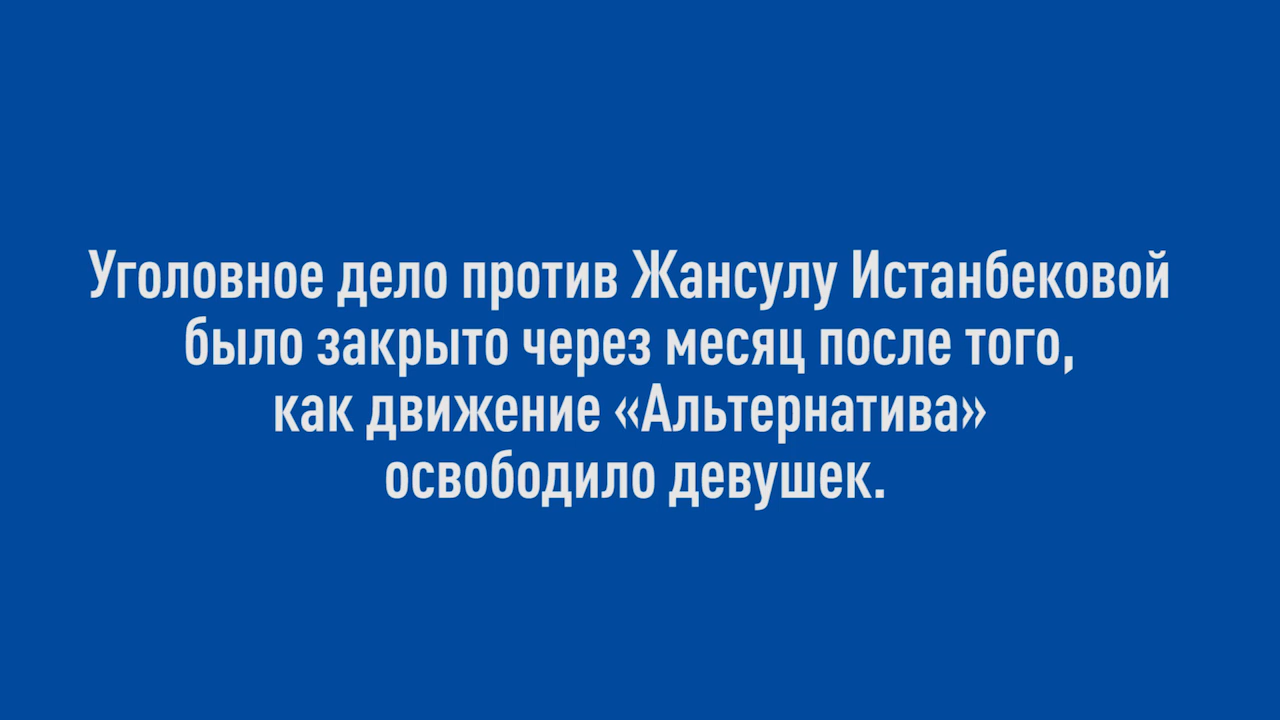 Уголовное дело против Жансулу Истанбековой
было закрыто через месяц после того,
как движение «Альтернатива»
освободило девушек.